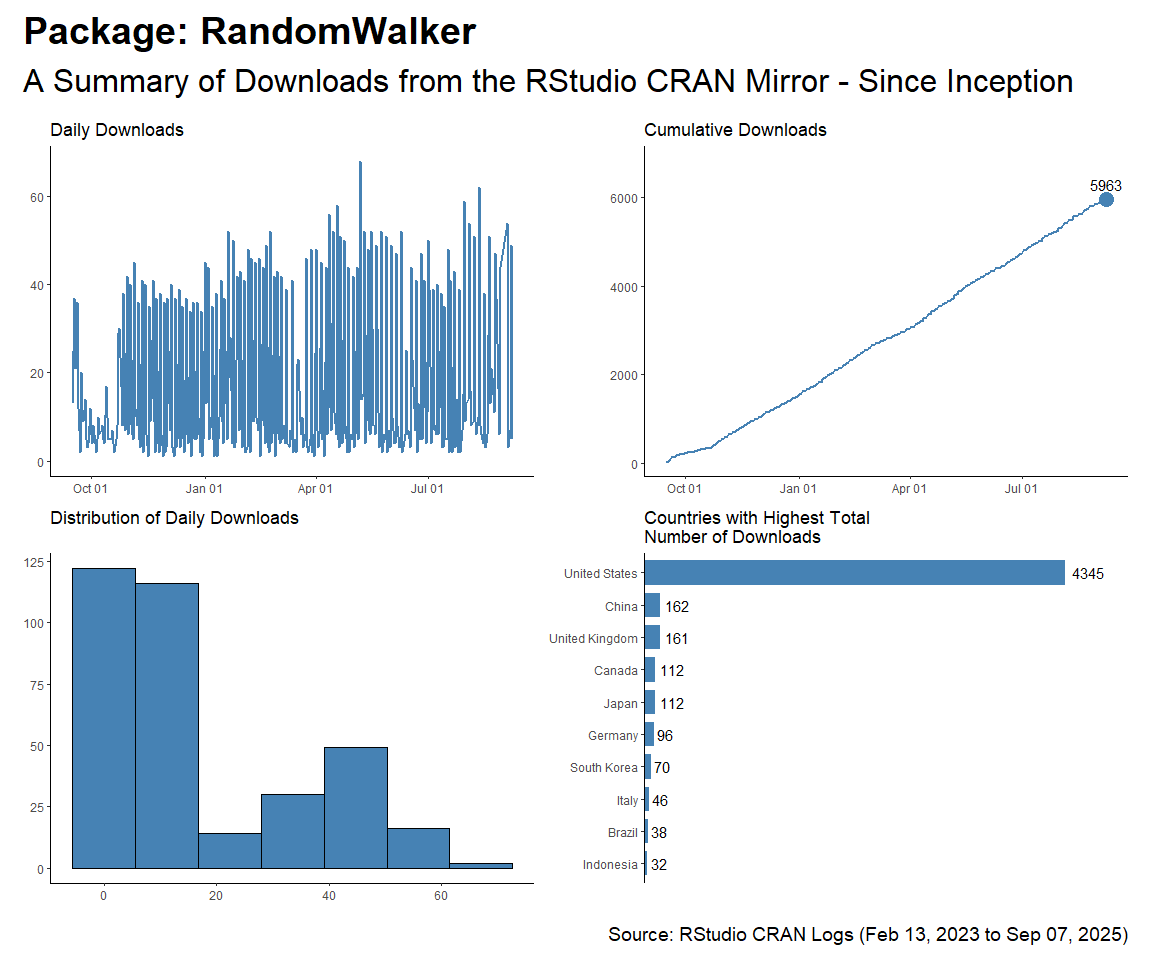 Package: RandomWalker
A Summary of Downloads from the RStudio CRAN Mirror - Since Inception
Daily Downloads
60
40
20
0
Oct 01
Jan 01
Apr 01
Jul 01
Cumulative Downloads
5963
6000
4000
2000
0
Oct 01
Jan 01
Apr 01
Jul 01
Distribution of Daily Downloads
125
100
75
50
25
0
0
20
40
60
Countries with Highest Total
Number of Downloads
United States 4345
China 162
United Kingdom 161
Canada 112
Japan 112
Germany 96
South Korea 70
Italy 46
Brazil 38
Indonesia 32
Source: RStudio CRAN Logs (Feb 13, 2023 to Sep 07, 2025)